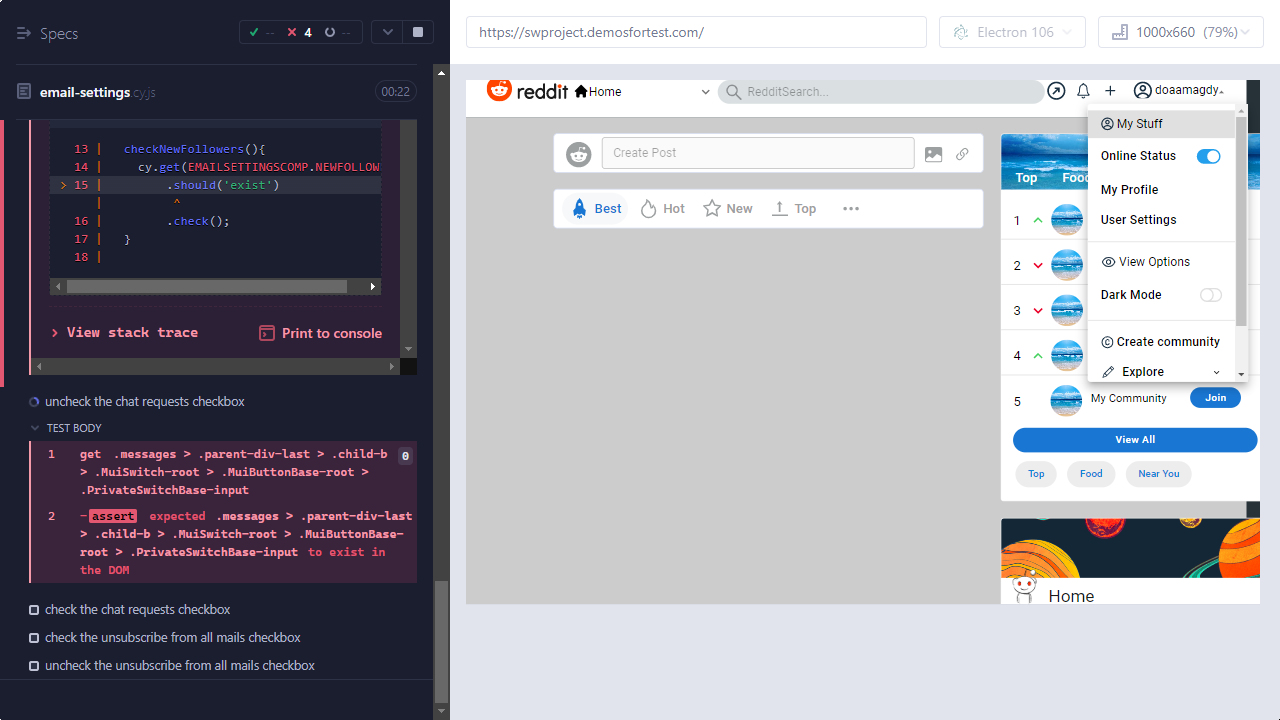 Specs
-- 4 --
email-settings.cy.js
00:22
13 | checkNewFollowers(){
14 | cy.get(EMAILSETTINGSCOMP.NEWFOLLOW
> 15 | .should('exist')
| ^
16 | .check();
17 | }
18 |
View stack trace
Print to console
uncheck the chat requests checkbox
TEST BODY
1 get .messages > .parent-div-last > .child-b 0
> .MuiSwitch-root > .MuiButtonBase-root >
.PrivateSwitchBase-input
2 -assert expected .messages > .parent-div-last
> .child-b > .MuiSwitch-root > .MuiButtonBase-
root > .PrivateSwitchBase-input to exist in
the DOM
check the chat requests checkbox
check the unsubscribe from all mails checkbox
uncheck the unsubscribe from all mails checkbox
https://swproject.demosfortest.com/
Electron 106
1000x660 (79%)
reddit
Home
RedditSearch...
doaamagdy
Create Post
Best
Hot
New
Top
•••
Top Food
1
2
3
4
5
My Community
Join
View All
Top
Food
Near You
Home
My Stuff
Online Status
My Profile
User Settings
View Options
Dark Mode
Create community
Explore